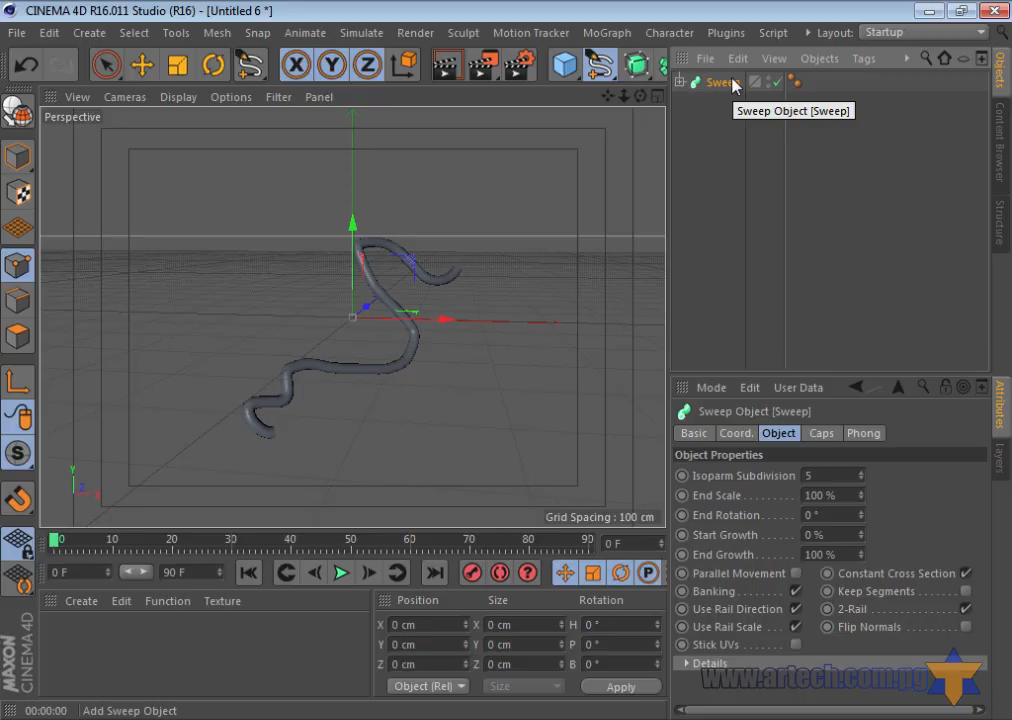 CINEMA 4D R16.011 Studio (R16) - [Untitled 6 *]
File Edit Create Select Tools Mesh Snap Animate Simulate Render Sculpt Motion Tracker MoGraph Character Plugins Script Layout: Startup
X Y Z
File Edit View Objects Tags
View Cameras Display Options Filter Panel
Sweep
Sweep Object [Sweep]
Perspective
Objects
Content Browser
Structure
Y
Z
X
Grid Spacing : 100 cm
Mode Edit User Data
Sweep Object [Sweep]
Basic Coord. Object Caps Phong
Attributes
Layers
Object Properties
Isoparm Subdivision 5
End Scale 100 %
End Rotation 0 °
Start Growth 0 %
End Growth 100 %
Parallel Movement Constant Cross Section
Banking Keep Segments
Use Rail Direction 2-Rail
Use Rail Scale Flip Normals
Stick UVs
Details
0 10 20 30 40 50 60 70 80 90 0 F
0 F 90 F
P
S
Create Edit Function Texture
Position Size Rotation
X 0 cm X 0 cm H 0 °
Y 0 cm Y 0 cm P 0 °
Z 0 cm Z 0 cm B 0 °
Object (Rel) Size Apply
MAXON CINEMA 4D
www.artech.com.pg
00:00:00 Add Sweep Object